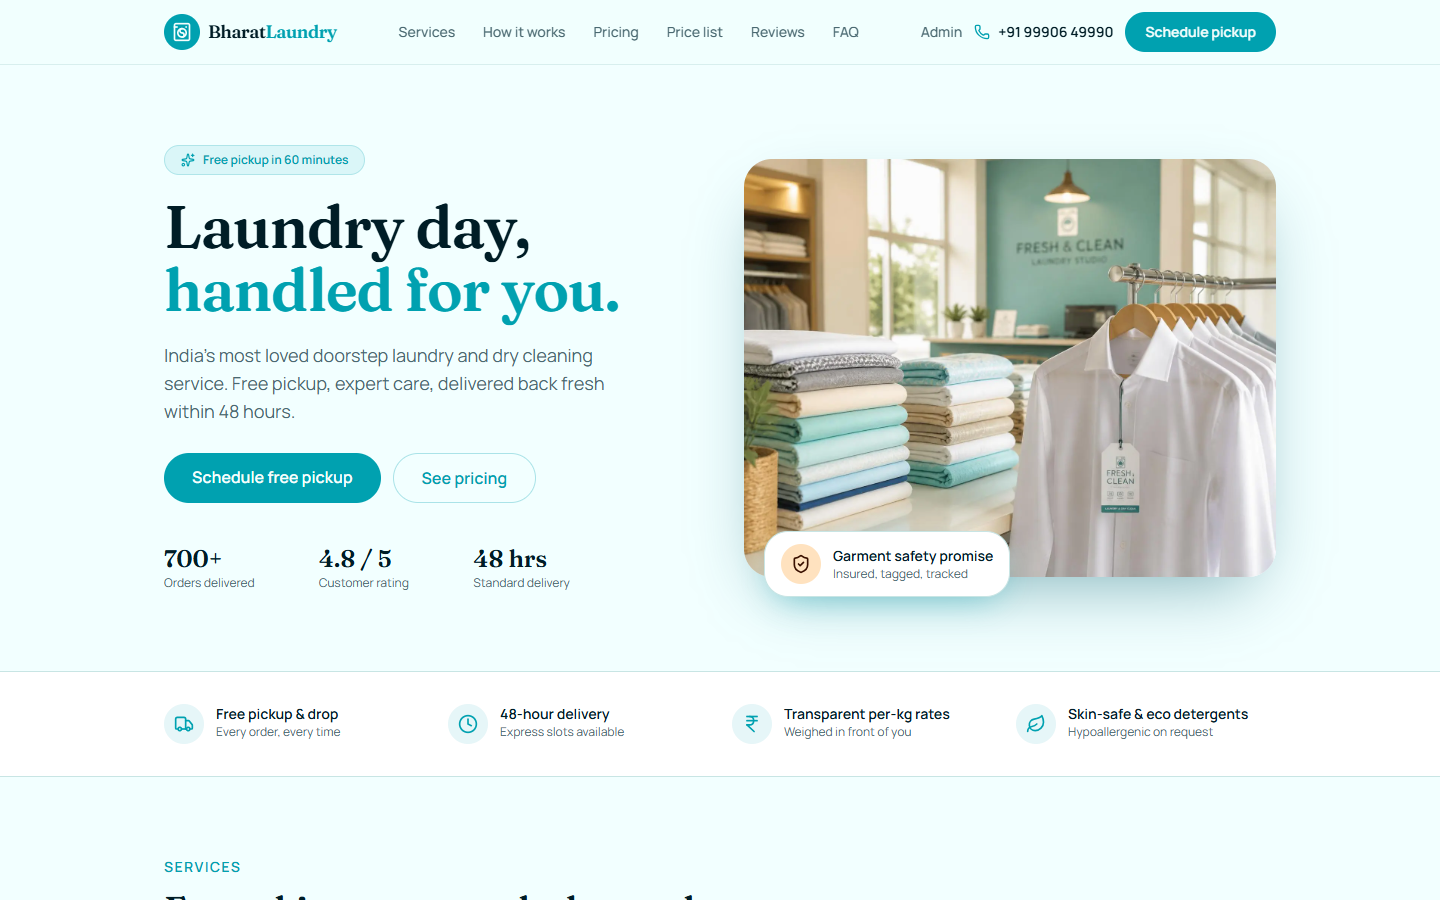 BharatLaundry
Services
How it works
Pricing
Price list
Reviews
FAQ
Admin
+91 99906 49990
Schedule pickup
Free pickup in 60 minutes
Laundry day,
handled for you.
India's most loved doorstep laundry and dry cleaning
service. Free pickup, expert care, delivered back fresh
within 48 hours.
Schedule free pickup
See pricing
700+
Orders delivered
4.8 / 5
Customer rating
48 hrs
Standard delivery
FRESH & CLEAN
LAUNDRY STUDIO
FRESH &
CLEAN
Garment safety promise
Insured, tagged, tracked
Free pickup & drop
Every order, every time
48-hour delivery
Express slots available
Transparent per-kg rates
Weighed in front of you
Skin-safe & eco detergents
Hypoallergenic on request
SERVICES